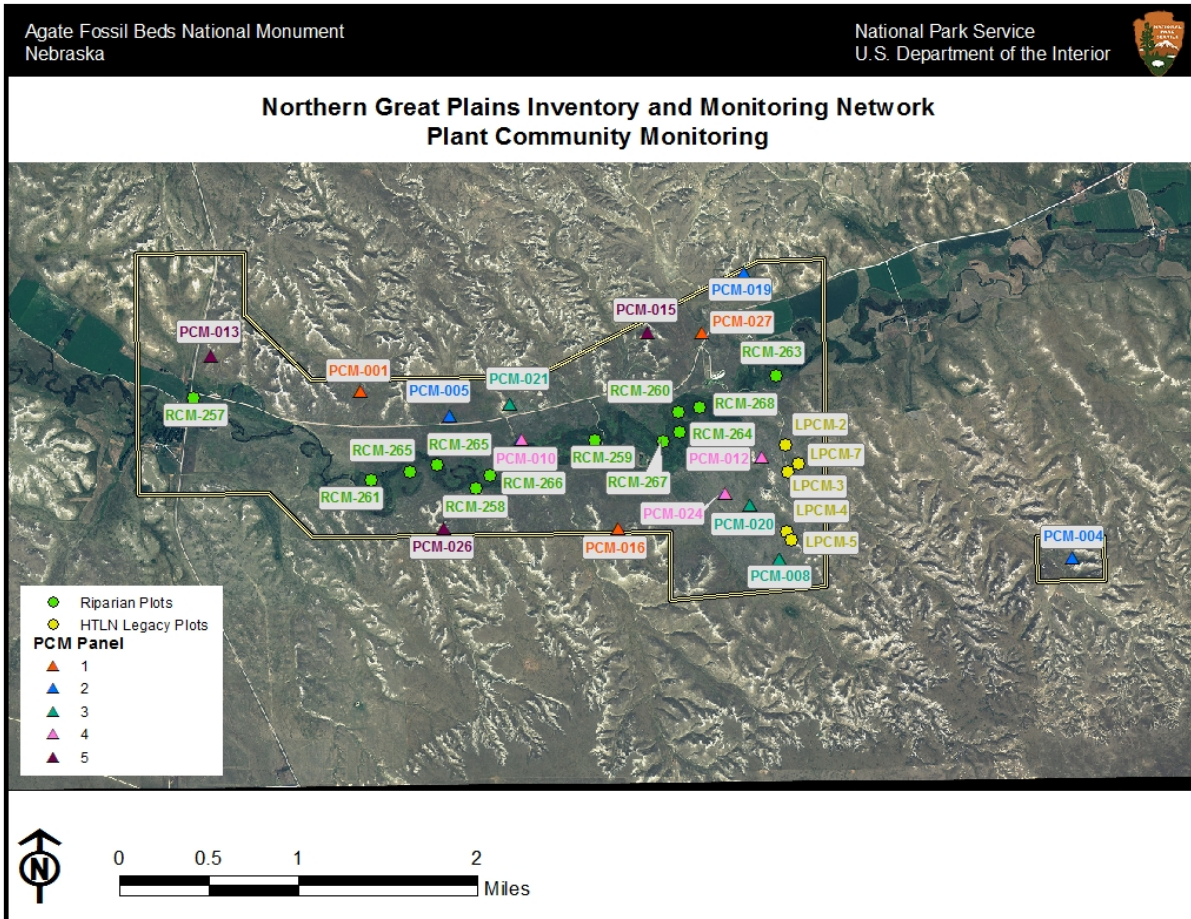 Agate Fossil Beds National Monument
Nebraska
National Park Service
U.S. Department of the Interior
NATIONAL
PARK
SERVICE
Northern Great Plains Inventory and Monitoring Network
Plant Community Monitoring
PCM-019
PCM-015
PCM-027
PCM-013
RCM-263
PCM-001
PCM-021
PCM-005
RCM-260
RCM-268
RCM-257
LPCM-2
RCM-265
RCM-265
PCM-010
RCM-259
RCM-264
PCM-012
LPCM-7
RCM-261
RCM-266
RCM-267
LPCM-3
RCM-258
PCM-024
PCM-020
LPCM-4
PCM-026
PCM-016
LPCM-5
PCM-004
PCM-008
Riparian Plots
HTLN Legacy Plots
PCM Panel
1
2
3
4
5
N
0 0.5 1 2
Miles